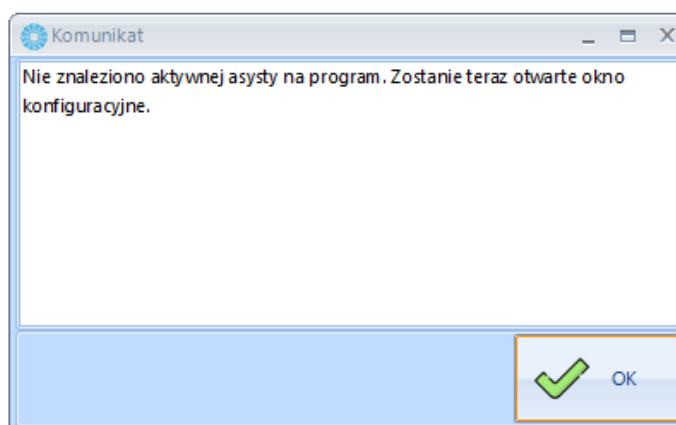 Komunikat
Nie znaleziono aktywnej asysty na program. Zostanie teraz otwarte okno
konfiguracyjne.
OK